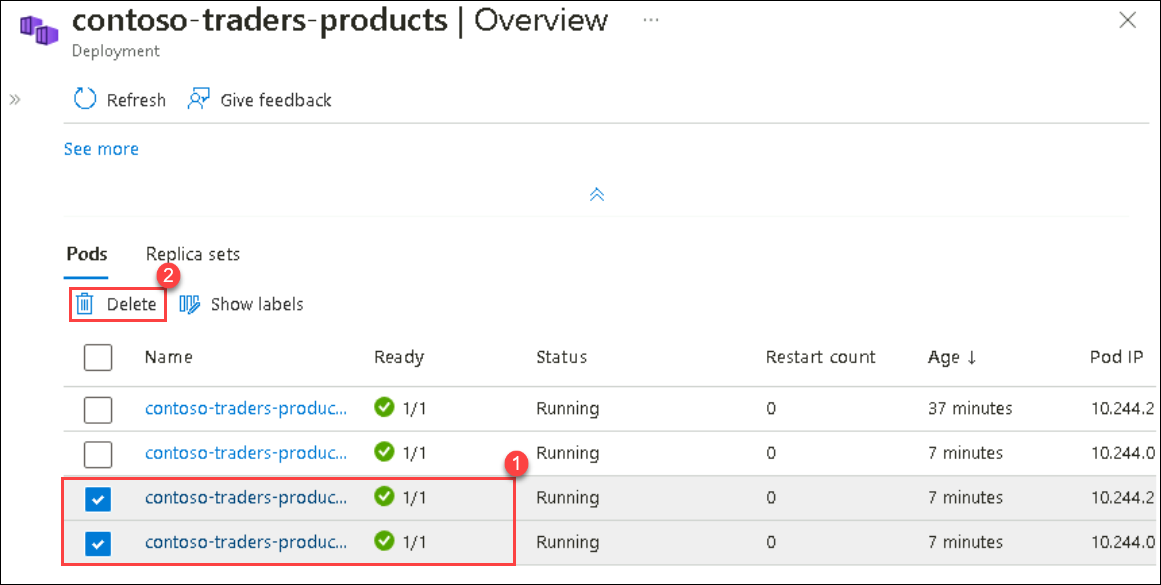 contoso-traders-products | Overview ...
Deployment
» Refresh Give feedback
See more
Pods Replica sets
2
Delete Show labels
Name Ready Status Restart count Age ↓ Pod IP
contoso-traders-produc... 1/1 Running 0 37 minutes 10.244.2
contoso-traders-produc... 1/1 Running 0 7 minutes 10.244.0
1
contoso-traders-produc... 1/1 Running 0 7 minutes 10.244.2
contoso-traders-produc... 1/1 Running 0 7 minutes 10.244.0